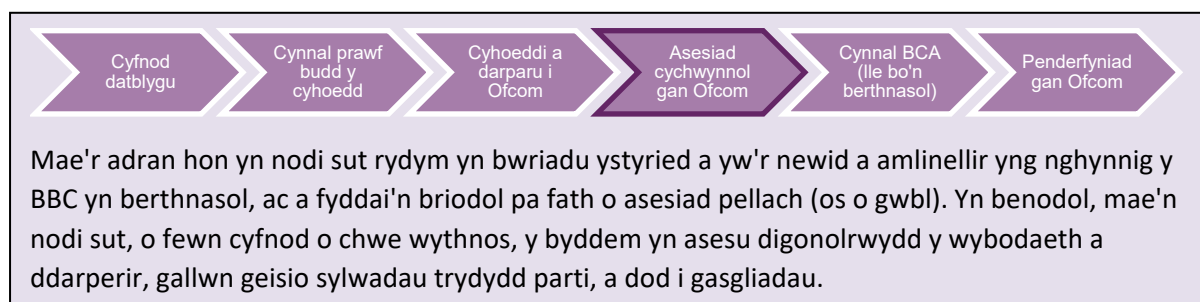 Cyfnod
datblygu
Cynnal prawf
budd y
cyhoedd
Cyhoeddi a
darparu i
Ofcom
Asesiad
cychwynnol
gan Ofcom
Cynnal BCA
(lle bo'n
berthnasol)
Penderfyniad
gan Ofcom
Mae'r adran hon yn nodi sut rydym yn bwriadu ystyried a yw'r newid a amlinellir yng nghynnig y
BBC yn berthnasol, ac a fyddai'n briodol pa fath o asesiad pellach (os o gwbl). Yn benodol, mae'n
nodi sut, o fewn cyfnod o chwe wythnos, y byddem yn asesu digonolrwydd y wybodaeth a
ddarperir, gallwn geisio sylwadau trydydd parti, a dod i gasgliadau.